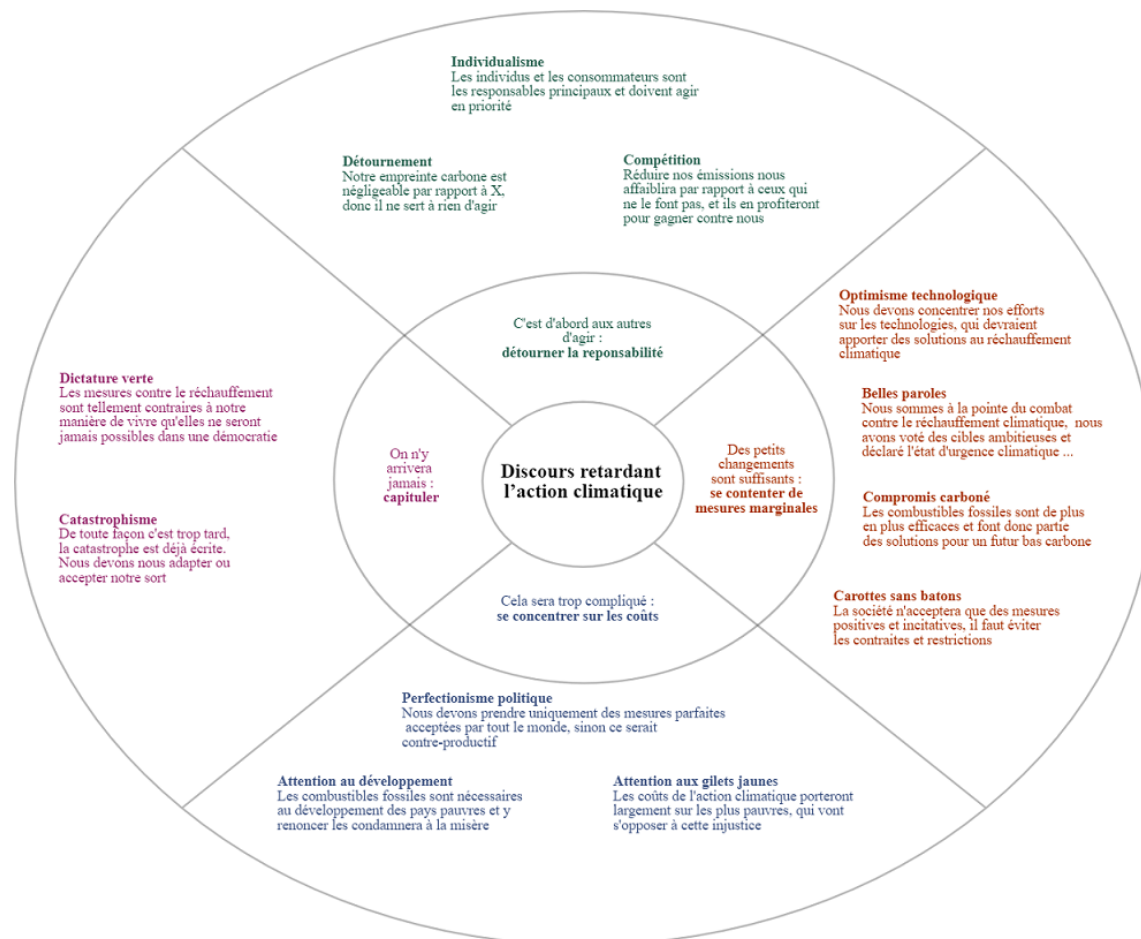 Individualisme
Les individus et les consommateurs sont
les responsables principaux et doivent agir
en priorité
Détournement
Notre empreinte carbone est
négligeable par rapport à X,
donc il ne sert à rien d'agir
Compétition
Réduire nos émissions nous
affaiblira par rapport à ceux qui
ne le font pas, et ils en profiteront
pour gagner contre nous
C'est d'abord aux autres
d'agir :
détourner la reponsabilité
Optimisme technologique
Nous devons concentrer nos efforts
sur les technologies, qui devraient
apporter des solutions au réchauffement
climatique
Belles paroles
Nous sommes à la pointe du combat
contre le réchauffement climatique, nous
avons voté des cibles ambitieuses et
déclaré l'état d'urgence climatique ...
Compromis carboné
Les combustibles fossiles sont de plus
en plus efficaces et font donc partie
des solutions pour un futur bas carbone
Carottes sans batons
La société n'acceptera que des mesures
positives et incitatives, il faut éviter
les contraites et restrictions
Des petits
changements
sont suffisants :
se contenter de
mesures marginales
Discours retardant
l'action climatique
On n'y
arrivera
jamais :
capituler
Dictature verte
Les mesures contre le réchauffement
sont tellement contraires à notre
manière de vivre qu'elles ne seront
jamais possibles dans une démocratie
Catastrophisme
De toute façon c'est trop tard,
la catastrophe est déjà écrite.
Nous devons nous adapter ou
accepter notre sort
Cela sera trop compliqué :
se concentrer sur les coûts
Perfectionisme politique
Nous devons prendre uniquement des mesures parfaites
acceptées par tout le monde, sinon ce serait
contre-productif
Attention au développement
Les combustibles fossiles sont nécessaires
au développement des pays pauvres et y
renoncer les condamnera à la misère
Attention aux gilets jaunes
Les coûts de l'action climatique porteront
largement sur les plus pauvres, qui vont
s'opposer à cette injustice